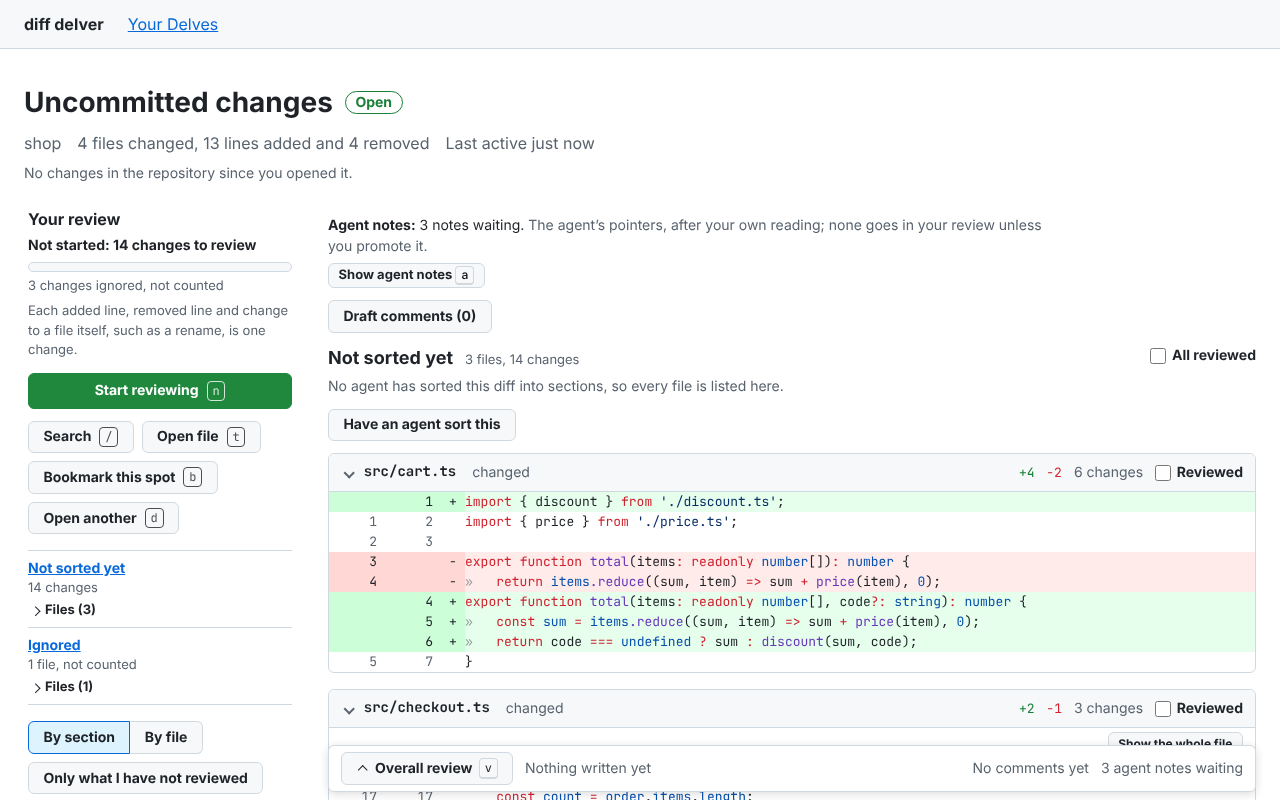 diff delver Your Delves
Uncommitted changes Open
shop 4 files changed, 13 lines added and 4 removed Last active just now
No changes in the repository since you opened it.
Your review
Not started: 14 changes to review
3 changes ignored, not counted
Each added line, removed line and change
to a file itself, such as a rename, is one
change.
Start reviewing n
Search / Open file t
Bookmark this spot b
Open another d
Not sorted yet
14 changes
Files (3)
Ignored
1 file, not counted
Files (1)
By section By file
Only what I have not reviewed
Agent notes: 3 notes waiting. The agent’s pointers, after your own reading; none goes in your review unless
you promote it.
Show agent notes a
Draft comments (0)
Not sorted yet 3 files, 14 changes All reviewed
No agent has sorted this diff into sections, so every file is listed here.
Have an agent sort this
src/cart.ts changed +4 -2 6 changes Reviewed
1 + import { discount } from './discount.ts';
1 2 import { price } from './price.ts';
2 3
3 - export function total(items: readonly number[]): number {
4 - » return items.reduce((sum, item) => sum + price(item), 0);
4 + export function total(items: readonly number[], code?: string): number {
5 + » const sum = items.reduce((sum, item) => sum + price(item), 0);
6 + » return code === undefined ? sum : discount(sum, code);
5 7 }
src/checkout.ts changed +2 -1 3 changes Reviewed
Show the whole file
Overall review v Nothing written yet No comments yet 3 agent notes waiting
17 17 const count = order.items.length;